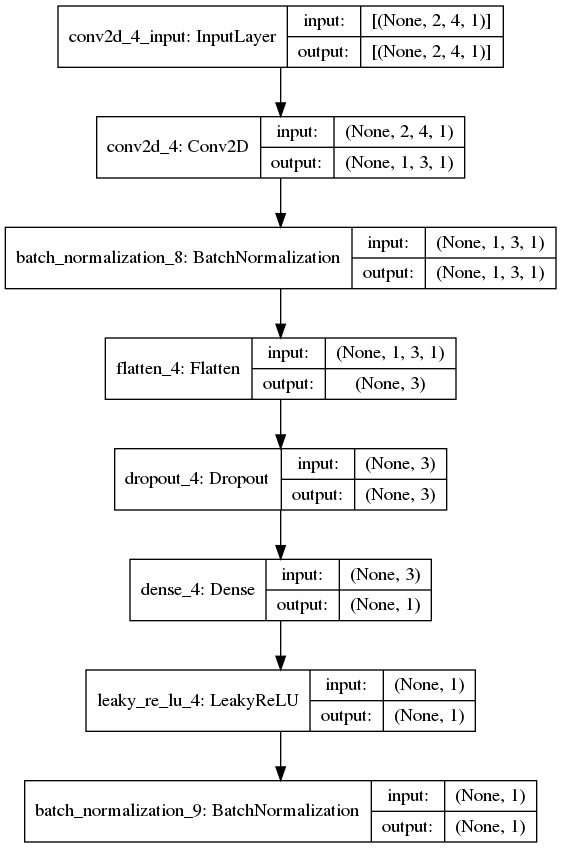 conv2d_4_input: InputLayer
input: [(None, 2, 4, 1)]
output: [(None, 2, 4, 1)]
conv2d_4: Conv2D
input: (None, 2, 4, 1)
output: (None, 1, 3, 1)
batch_normalization_8: BatchNormalization
input: (None, 1, 3, 1)
output: (None, 1, 3, 1)
flatten_4: Flatten
input: (None, 1, 3, 1)
output: (None, 3)
dropout_4: Dropout
input: (None, 3)
output: (None, 3)
dense_4: Dense
input: (None, 3)
output: (None, 1)
leaky_re_lu_4: LeakyReLU
input: (None, 1)
output: (None, 1)
batch_normalization_9: BatchNormalization
input: (None, 1)
output: (None, 1)